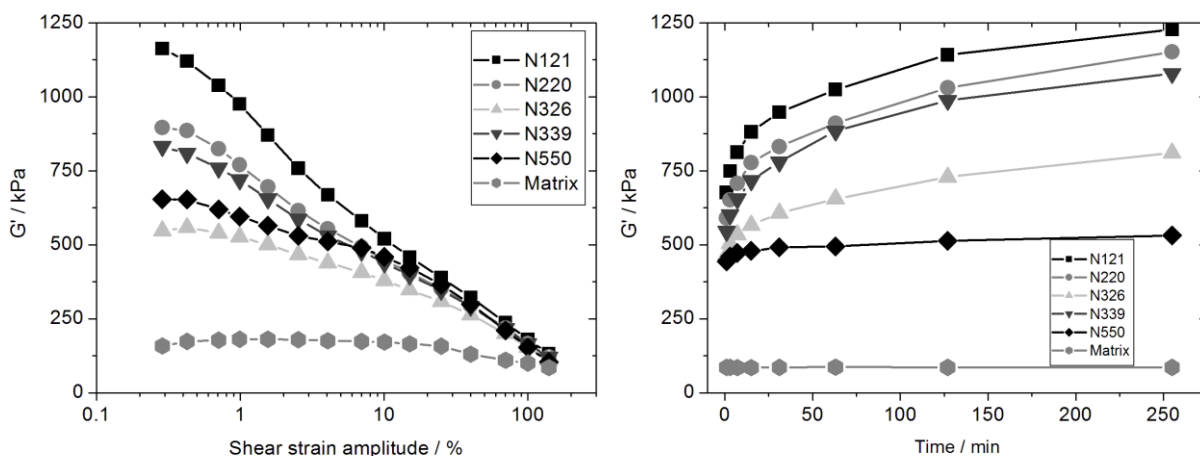 1250
1000
750
500
250
0
G' / kPa
0.1
1
10
100
Shear strain amplitude / %
N121
N220
N326
N339
N550
Matrix
1250
1000
750
500
250
0
G' / kPa
0
50
100
150
200
250
Time / min
N121
N220
N326
N339
N550
Matrix